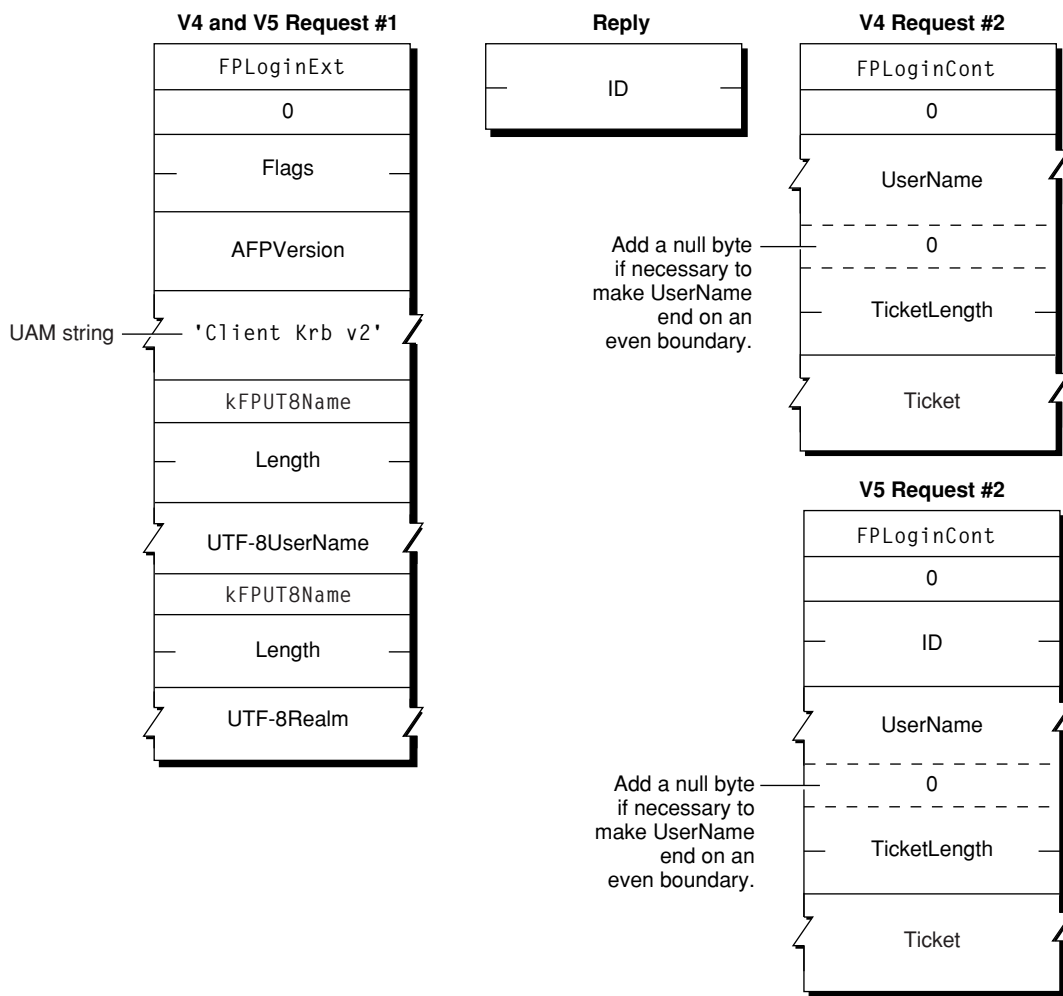 V4 and V5 Request #1
FPLoginExt
0
Flags
AFPVersion
UAM string
'Client Krb v2'
kFPUT8Name
Length
UTF-8UserName
kFPUT8Name
Length
UTF-8Realm
Reply
ID
V4 Request #2
FPLoginCont
0
UserName
Add a null byte
if necessary to
make UserName
end on an
even boundary.
0
TicketLength
Ticket
V5 Request #2
FPLoginCont
0
ID
UserName
Add a null byte
if necessary to
make UserName
end on an
even boundary.
0
TicketLength
Ticket